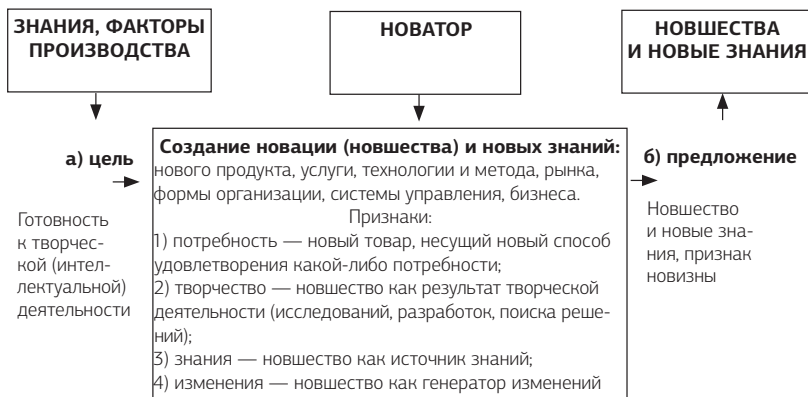 ЗНАНИЯ, ФАКТОРЫ
ПРОИЗВОДСТВА
НОВАТОР
НОВШЕСТВА
И НОВЫЕ ЗНАНИЯ
а) цель
Готовность
к творчес-
кой (интел-
лектуальной)
деятельности
Создание новации (новшества) и новых знаний:
нового продукта, услуги, технологии и метода, рынка,
формы организации, системы управления, бизнеса.
Признаки:
1) потребность — новый товар, несущий новый способ
удовлетворения какой-либо потребности;
2) творчество — новшество как результат творческой
деятельности (исследований, разработок, поиска реше-
ний);
3) знания — новшество как источник знаний;
4) изменения — новшество как генератор изменений
б) предложение
Новшество
и новые зна-
ния, признак
новизны